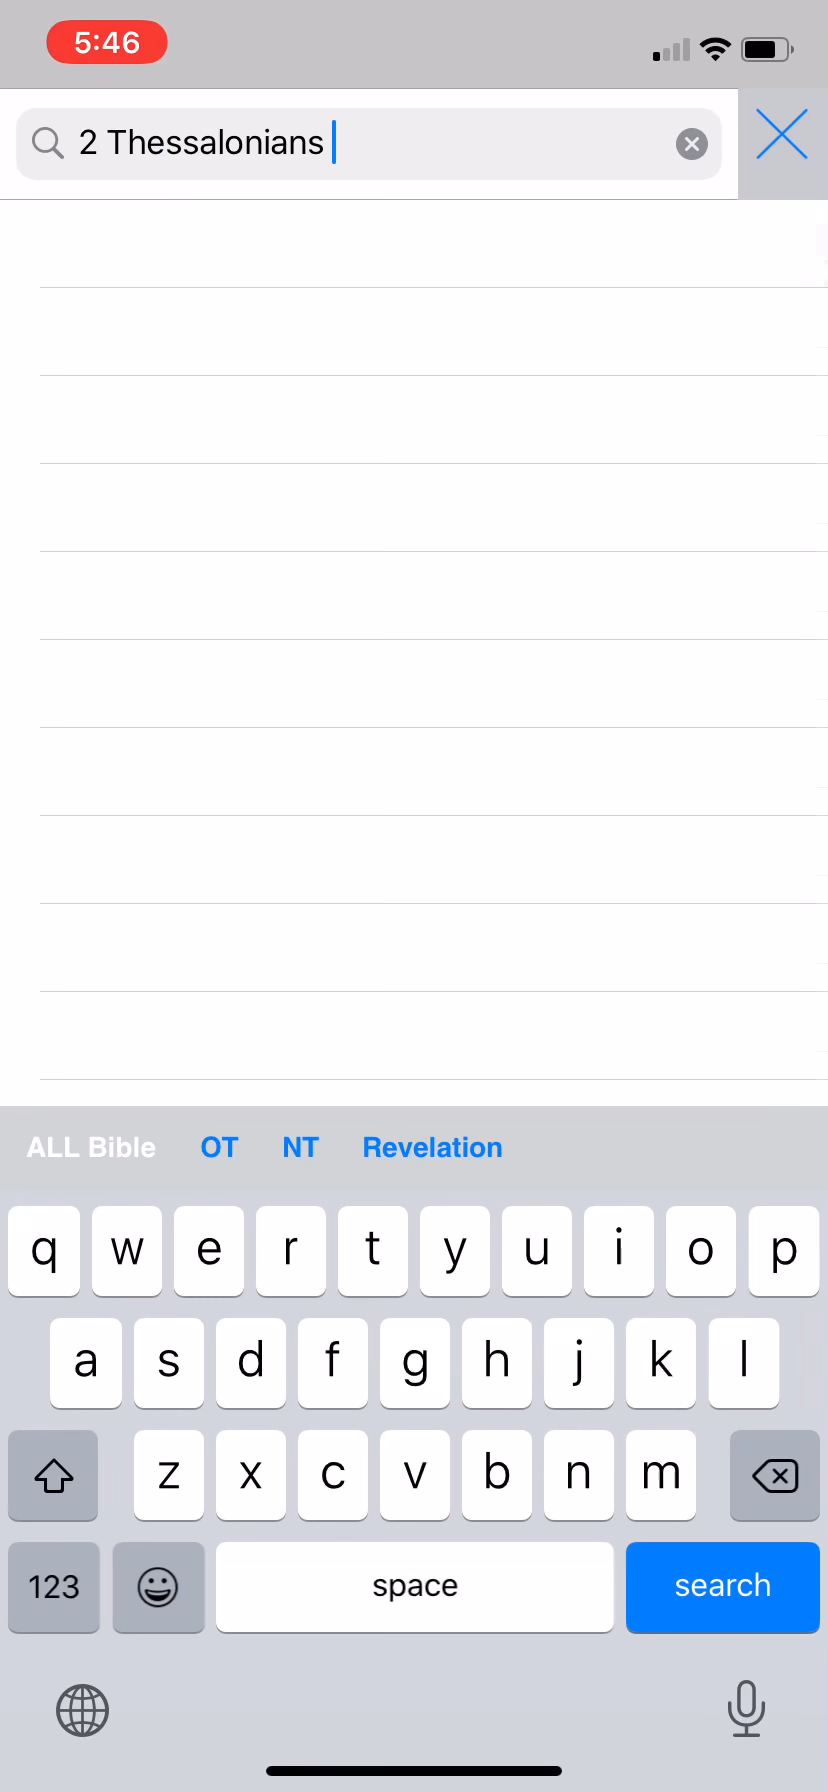 5:46
2 Thessalonians
ALL Bible OT NT Revelation
q w e r t y u i o p
a s d f g h j k l
z x c v b n m
123 space search